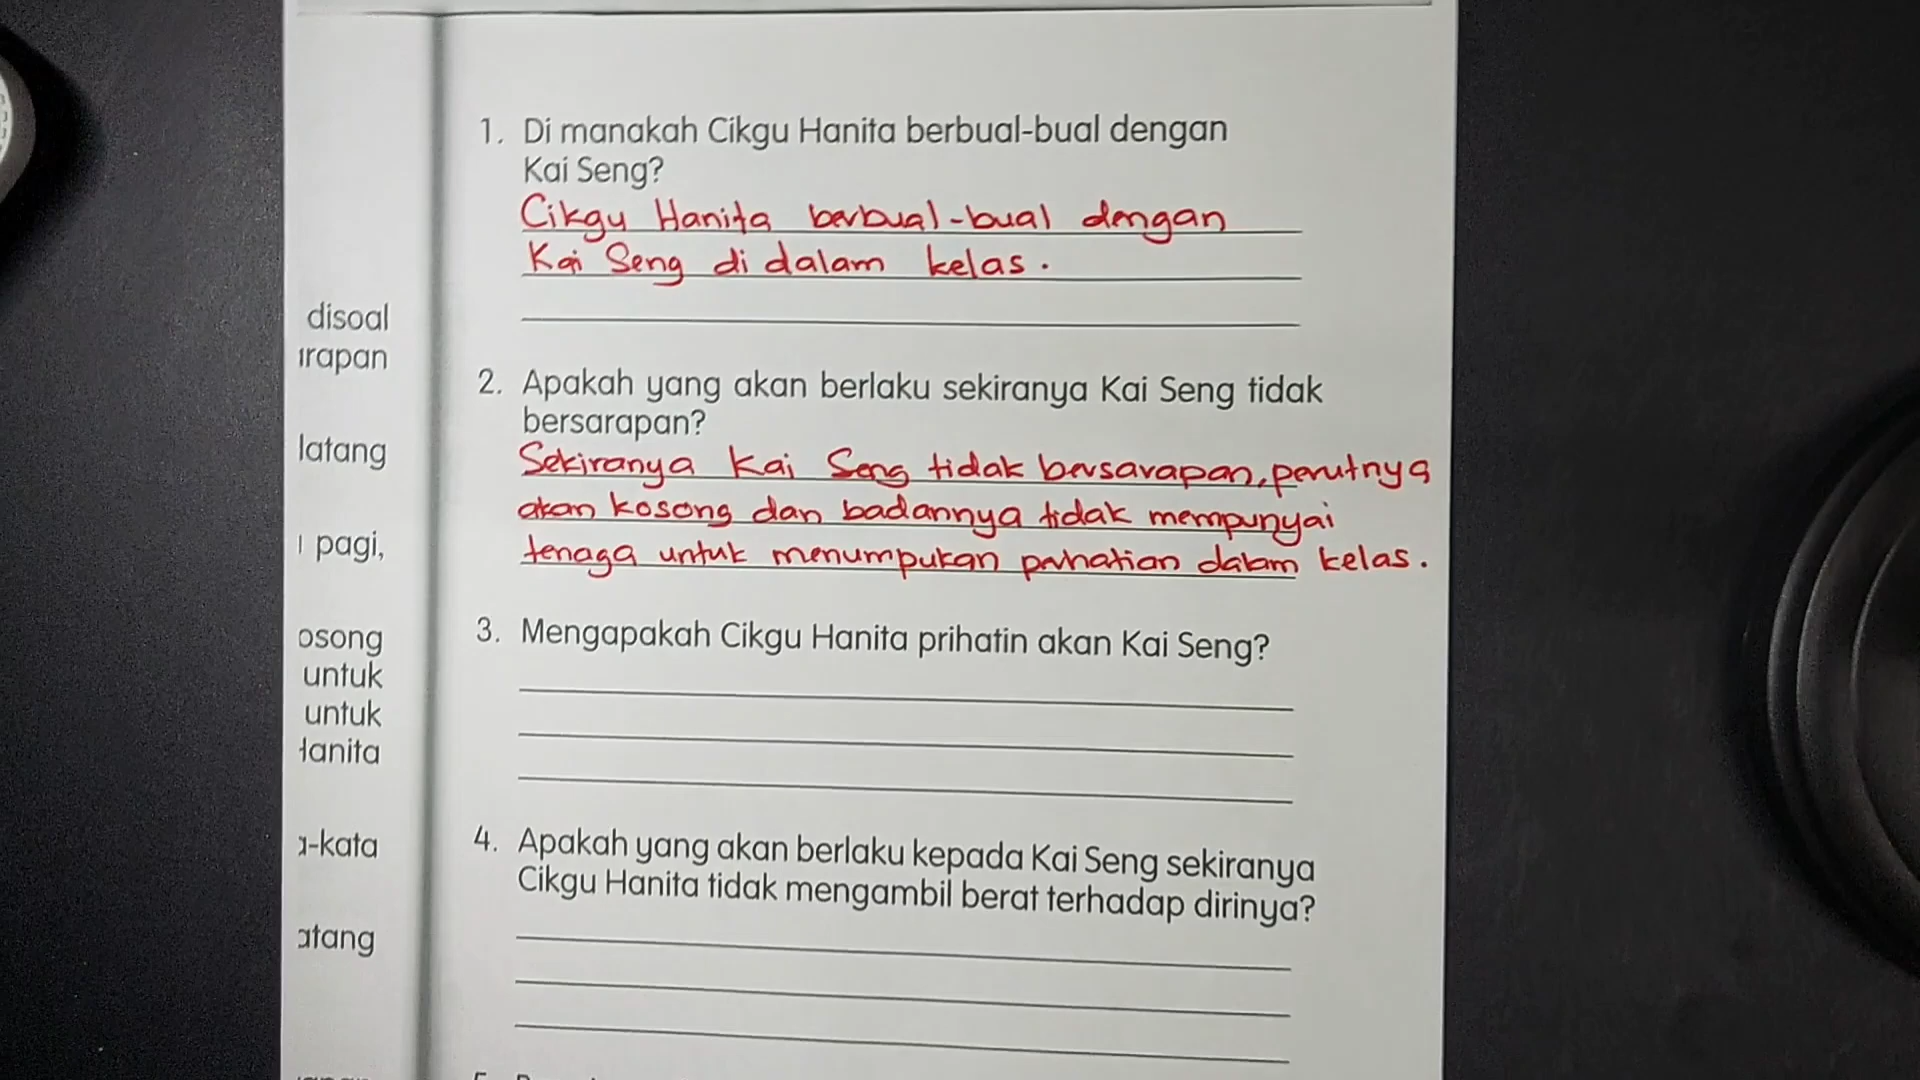 1. Di manakah Cikgu Hanita berbual-bual dengan
Kai Seng?
Cikgu Hanita berbual-bual dengan
Kai Seng di dalam kelas.
2. Apakah yang akan berlaku sekiranya Kai Seng tidak
bersarapan?
Sekiranya Kai Seng tidak bersarapan, perutnya
akan kosong dan badannya tidak mempunyai
tenaga untuk menumpukan perhatian dalam kelas.
3. Mengapakah Cikgu Hanita prihatin akan Kai Seng?
4. Apakah yang akan berlaku kepada Kai Seng sekiranya
Cikgu Hanita tidak mengambil berat terhadap dirinya?
disoal
arapan
latang
pagi,
osong
untuk
untuk
Hanita
a-kata
atang